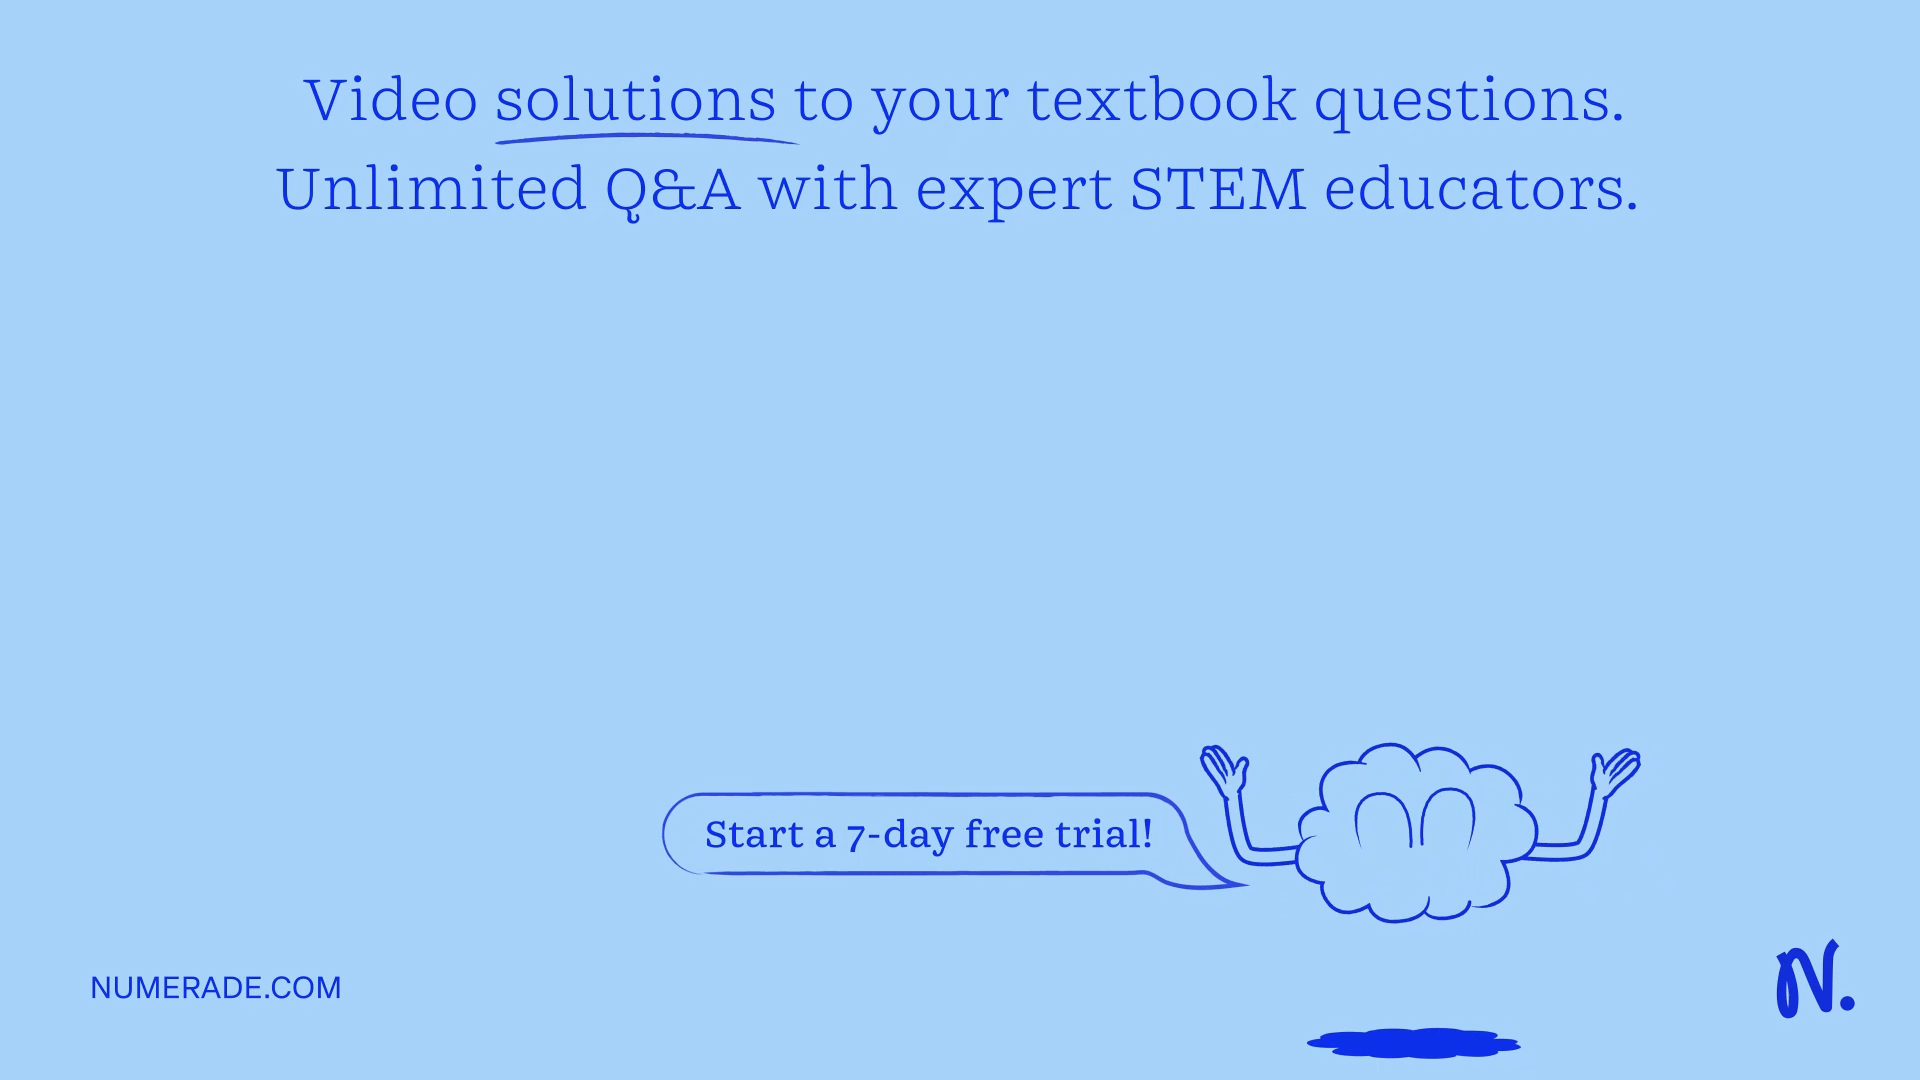 Video solutions to your textbook questions.
Unlimited Q&A with expert STEM educators.
Start a 7-day free trial!
NUMERADE.COM
N.